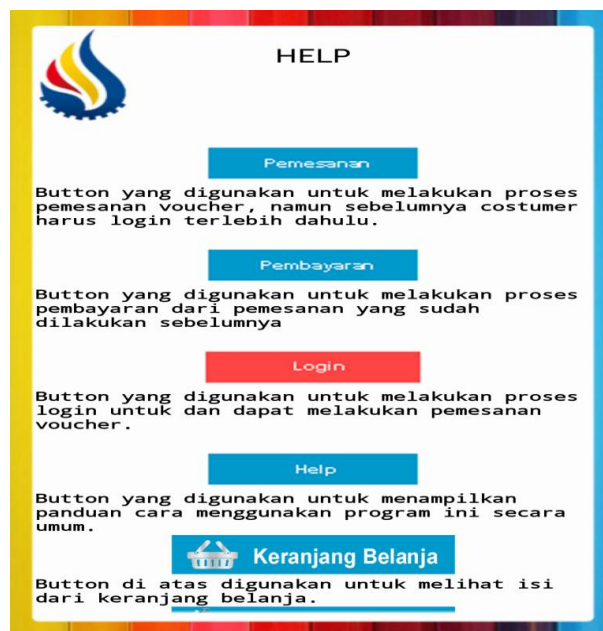 HELP
Pemesanan
Button yang digunakan untuk melakukan proses
pemesanan voucher, namun sebelumnya costumer
harus login terlebih dahulu.
Pembayaran
Button yang digunakan untuk melakukan proses
pembayaran dari pemesanan yang sudah
dilakukan sebelumnya
Login
Button yang digunakan untuk melakukan proses
login untuk dan dapat melakukan pemesanan
voucher.
Help
Button yang digunakan untuk menampilkan
panduan cara menggunakan program ini secara
umum.
Keranjang Belanja
Button di atas digunakan untuk melihat isi
dari keranjang belanja.